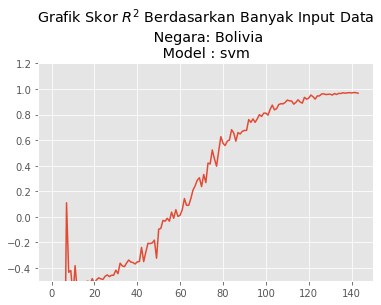 Grafik Skor $R^2$ Berdasarkan Banyak Input Data
Negara: Bolivia
Model : svm
1.2
1.0
0.8
0.6
0.4
0.2
0.0
−0.2
−0.4
0 20 40 60 80 100 120 140